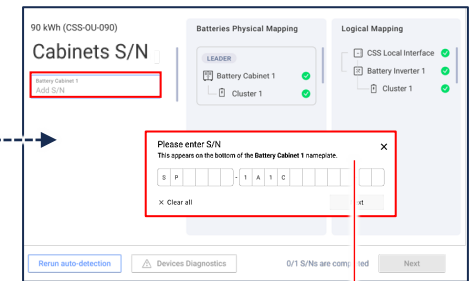 90 kWh (CSS-OU-090)
Cabinets S/N
Battery Cabinet 1
Add S/N
Batteries Physical Mapping
LEADER
Battery Cabinet 1
Cluster 1
Logical Mapping
CSS Local Interface
Battery Inverter 1
Cluster 1
Please enter S/N
This appears on the bottom of the Battery Cabinet 1 nameplate.
S P - 1 A 1 C
× Clear all
Rerun auto-detection
Devices Diagnostics
0/1 S/Ns are
Next